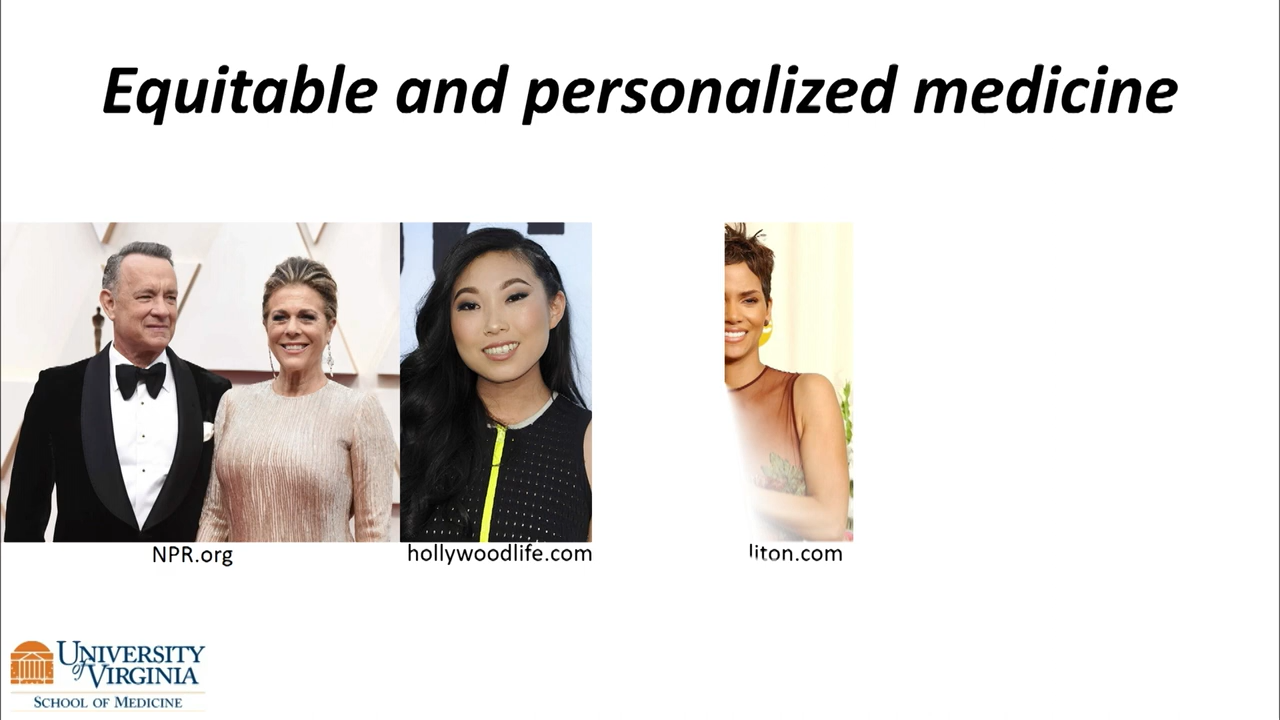 Equitable and personalized medicine
NPR.org
hollywoodlife.com
liton.com
UNIVERSITY
of VIRGINIA
SCHOOL OF MEDICINE